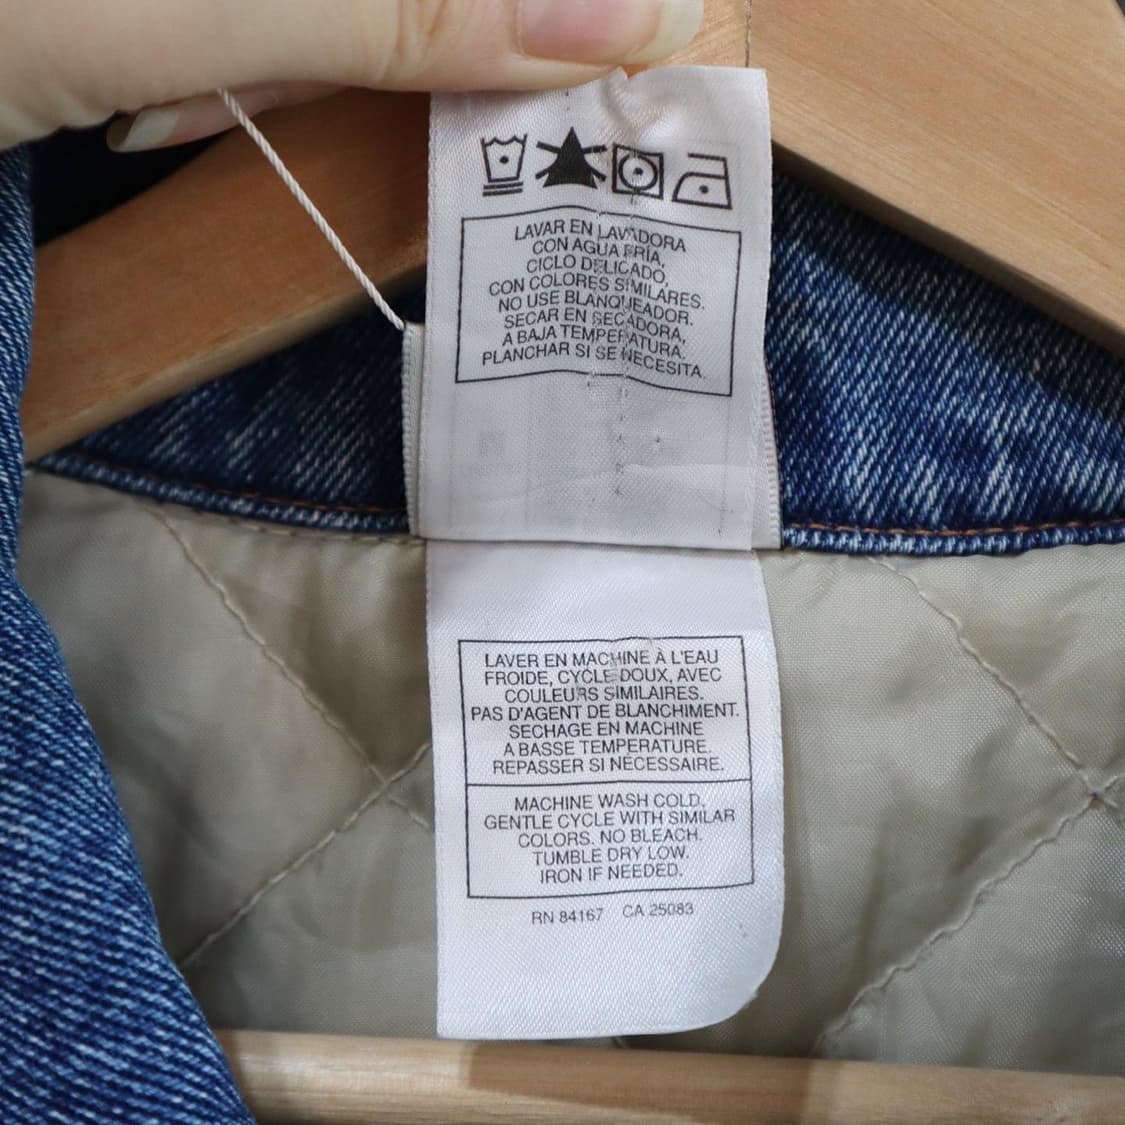 LAVAR EN LAVADORA
CON AGUA FRÍA,
CICLO DELICADO,
CON COLORES SIMILARES.
NO USE BLANQUEADOR.
SECAR EN SECADORA,
A BAJA TEMPERATURA.
PLANCHAR SI SE NECESITA.
LAVER EN MACHINE À L'EAU
FROIDE, CYCLE DOUX, AVEC
COULEURS SIMILAIRES.
PAS D'AGENT DE BLANCHIMENT.
SECHAGE EN MACHINE
A BASSE TEMPERATURE.
REPASSER SI NÉCESSAIRE.
MACHINE WASH COLD,
GENTLE CYCLE WITH SIMILAR
COLORS. NO BLEACH.
TUMBLE DRY LOW.
IRON IF NEEDED.
RN 84167 CA 25083